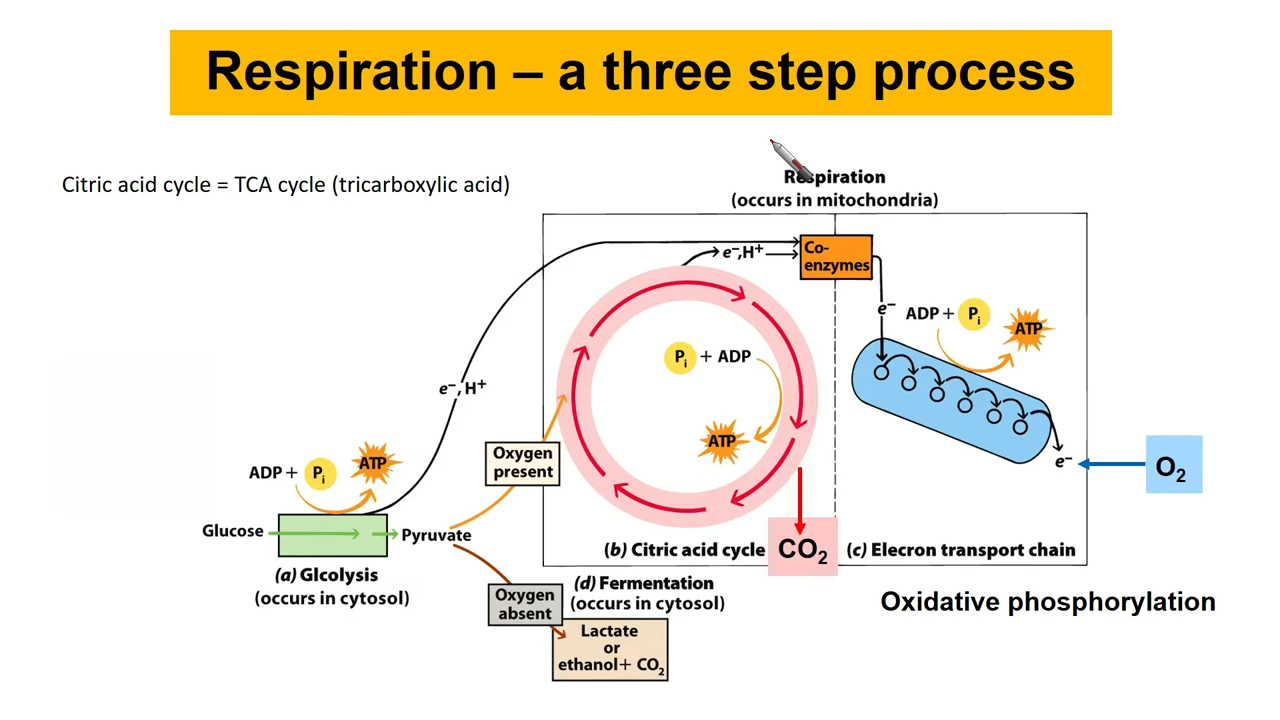 Respiration – a three step process
Citric acid cycle = TCA cycle (tricarboxylic acid)
Respiration
(occurs in mitochondria)
e⁻,H⁺
Co-
enzymes
e⁻
ADP + Pi
ATP
Pi + ADP
ATP
e⁻,H⁺
Oxygen
present
ADP + Pi
ATP
e⁻
O₂
Glucose
Pyruvate
(b) Citric acid cycle
CO₂
(c) Elecron transport chain
(a) Glcolysis
(occurs in cytosol)
(d) Fermentation
(occurs in cytosol)
Oxygen
absent
Oxidative phosphorylation
Lactate
or
ethanol + CO₂